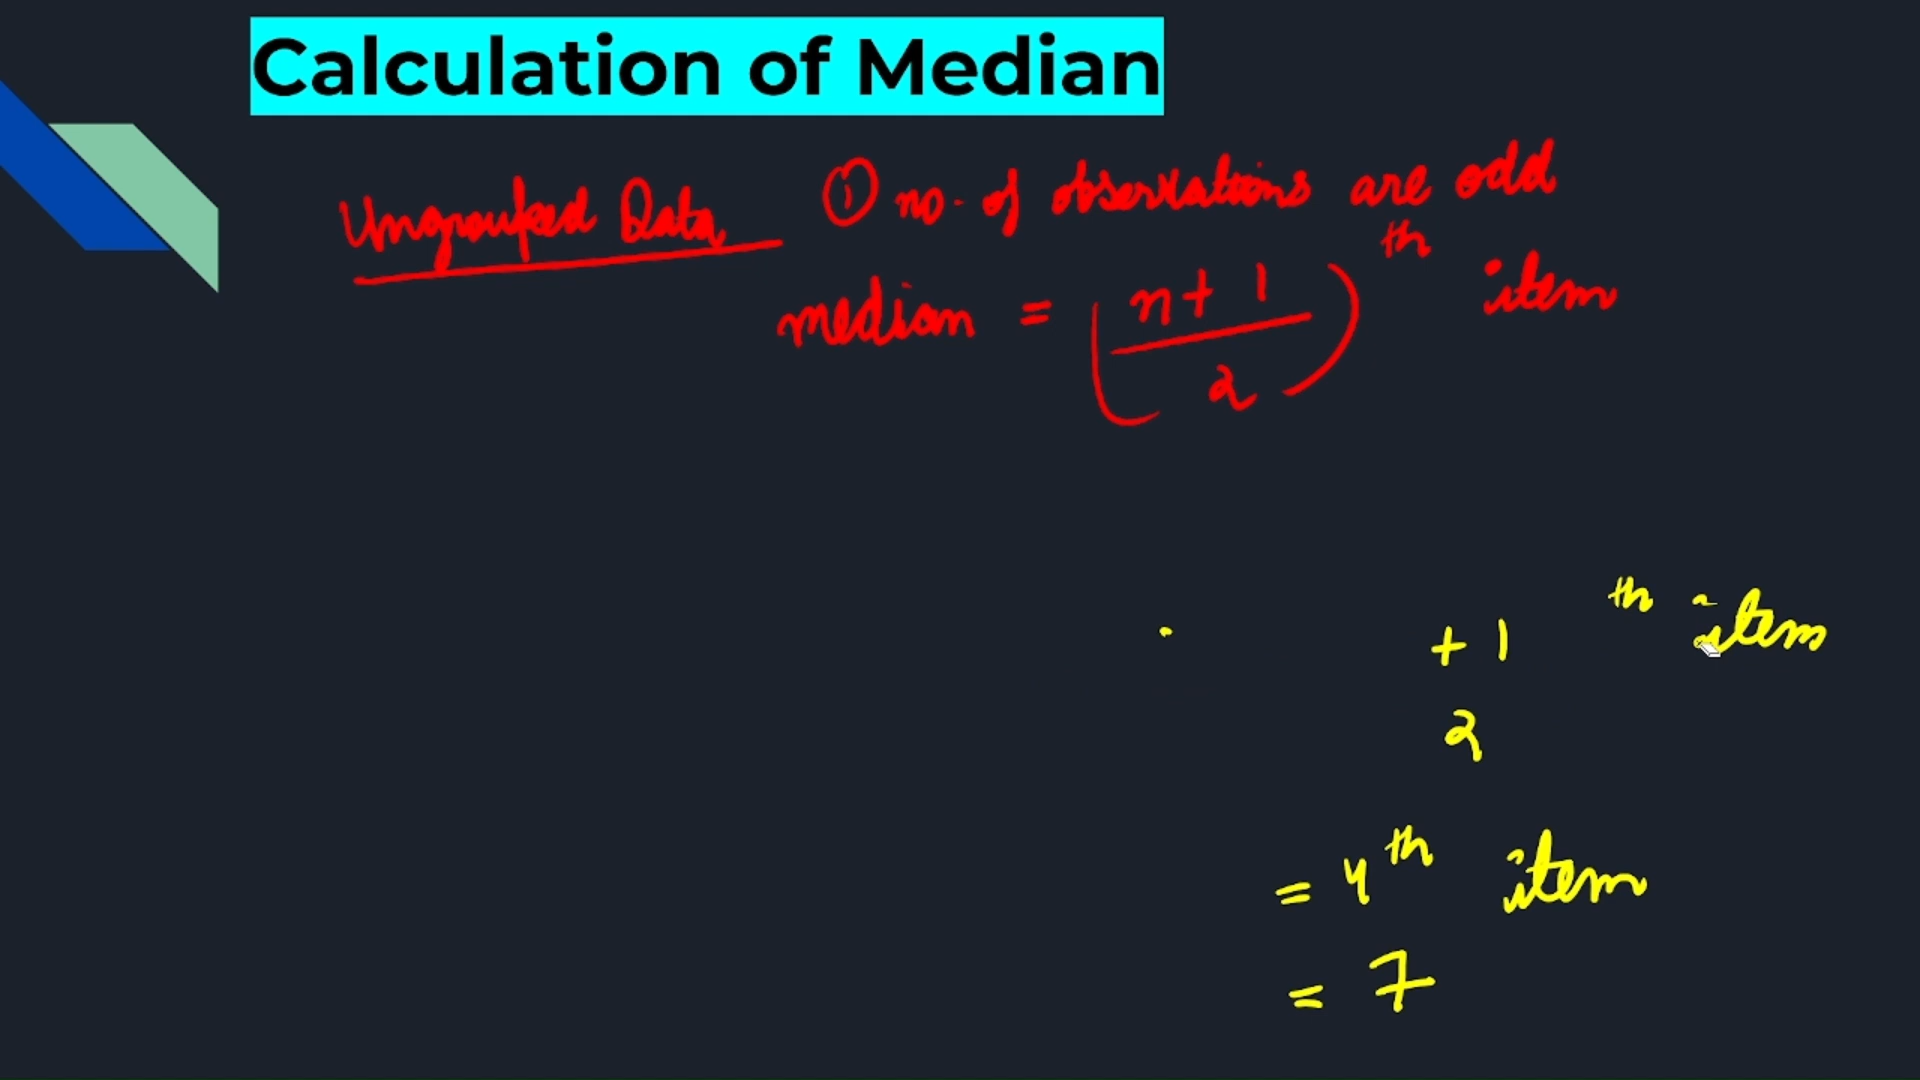 Calculation of Median
Ungrouped Data ① no. of observations are odd
median = (n + 1 / 2)th item
+ 1 th item
2
= 4th item
= 7